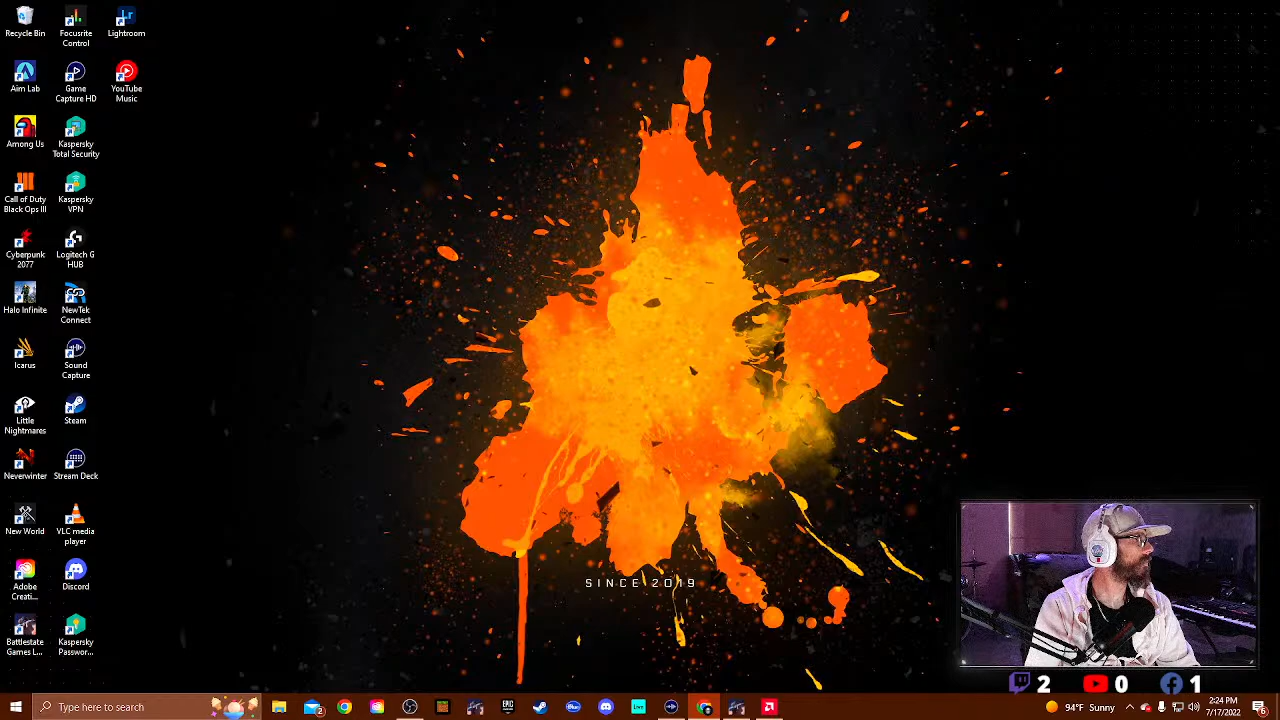 Recycle Bin
Focusrite
Control
Lightroom
Aim Lab
Game
Capture HD
YouTube
Music
Among Us
Kaspersky
Total Security
Call of Duty
Black Ops III
Kaspersky
VPN
Cyberpunk
2077
Logitech G
HUB
Halo Infinite
NewTek
Connect
Icarus
Sound
Capture
Little
Nightmares
Steam
Neverwinter
Stream Deck
New World
VLC media
player
Adobe
Creati...
Discord
Battlestate
Games L...
Kaspersky
Passwor...
SINCE 2019
2 0 1
Type here to search
94°F Sunny
2:24 PM
7/17/2022